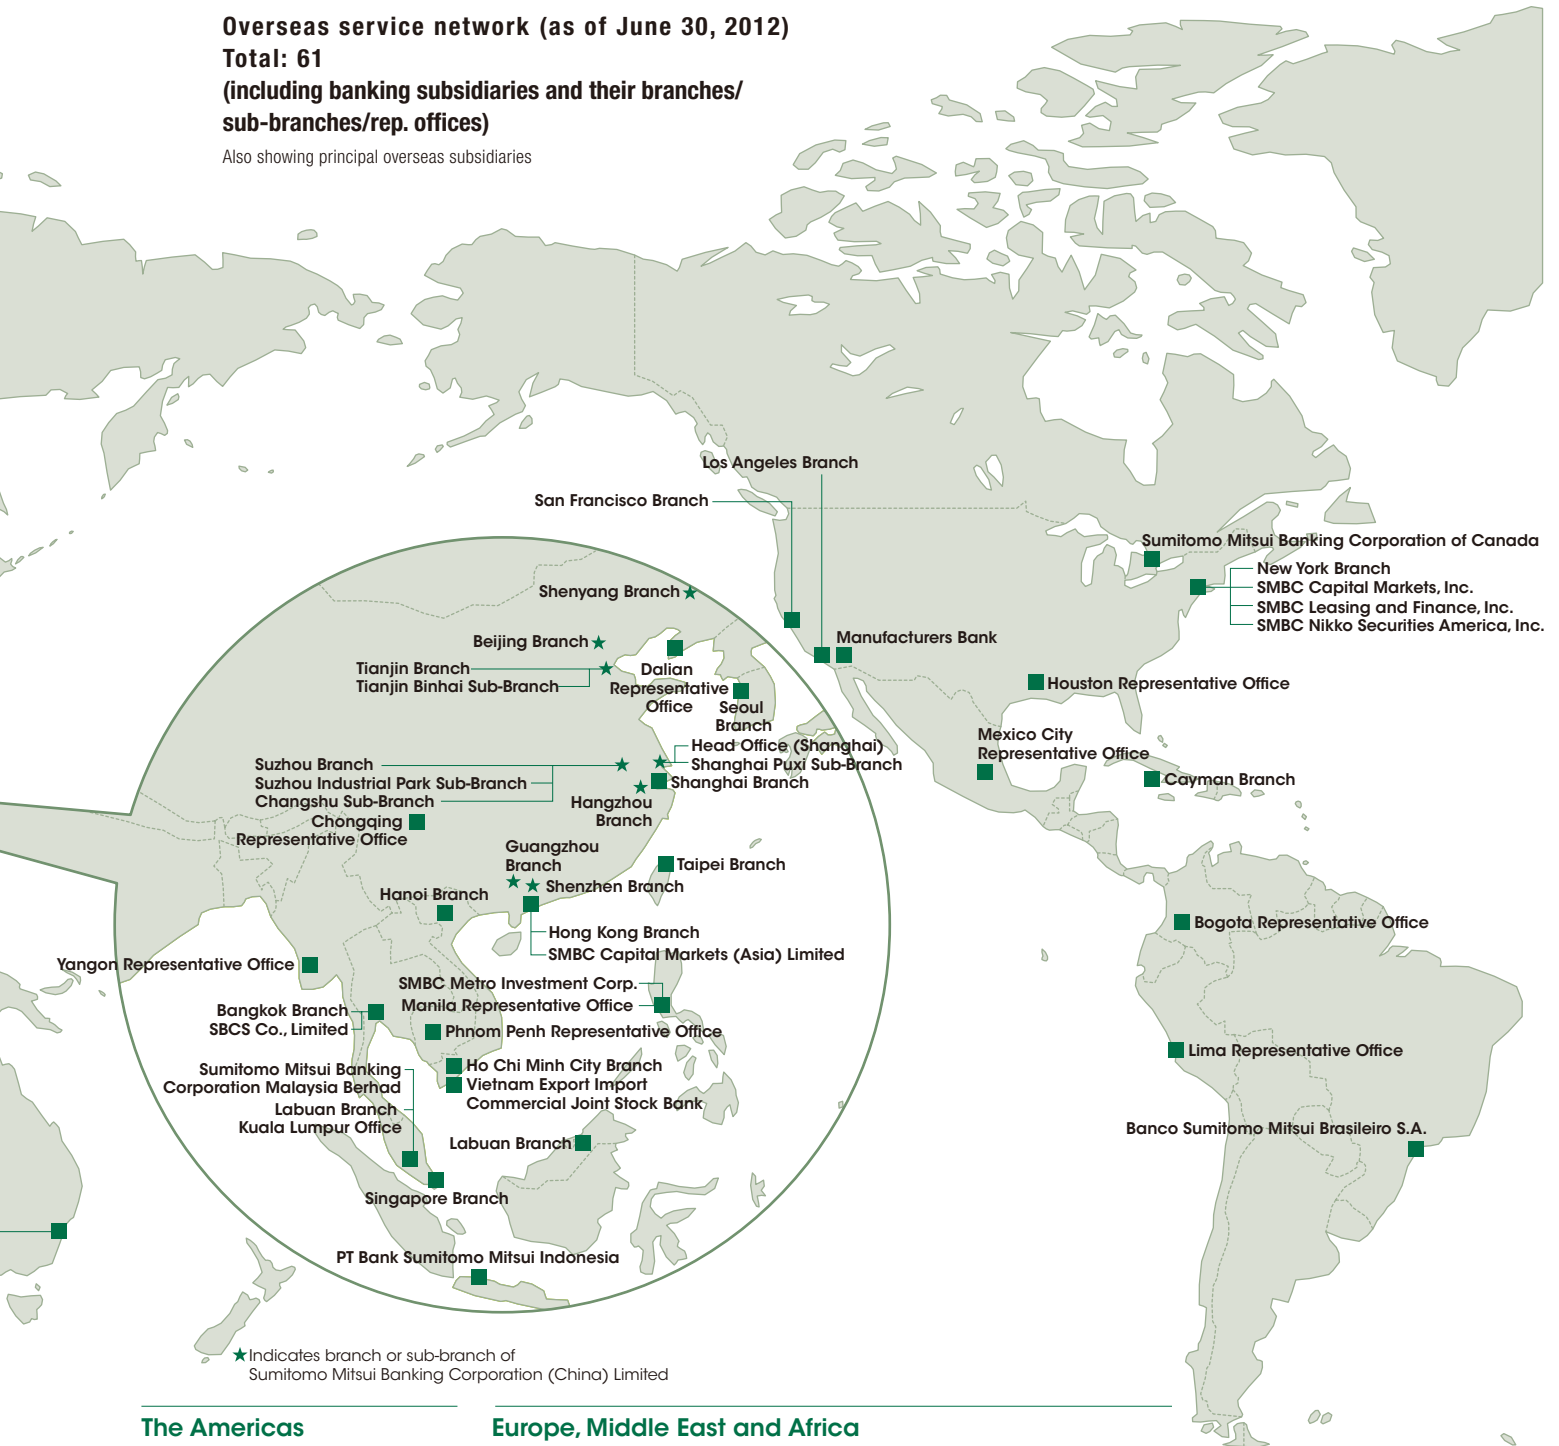 Overseas service network (as of June 30, 2012)
Total: 61
(including banking subsidiaries and their branches/
sub-branches/rep. offices)
Also showing principal overseas subsidiaries
Los Angeles Branch
San Francisco Branch
Sumitomo Mitsui Banking Corporation of Canada
New York Branch
SMBC Capital Markets, Inc.
SMBC Leasing and Finance, Inc.
SMBC Nikko Securities America, Inc.
Manufacturers Bank
Houston Representative Office
Mexico City
Representative Office
Cayman Branch
Bogota Representative Office
Lima Representative Office
Banco Sumitomo Mitsui Brasileiro S.A.
Shenyang Branch
Beijing Branch
Tianjin Branch
Tianjin Binhai Sub-Branch
Dalian
Representative
Office
Seoul
Branch
Head Office (Shanghai)
Shanghai Puxi Sub-Branch
Shanghai Branch
Suzhou Branch
Suzhou Industrial Park Sub-Branch
Changshu Sub-Branch
Hangzhou
Branch
Chongqing
Representative Office
Guangzhou
Branch
Shenzhen Branch
Taipei Branch
Hanoi Branch
Hong Kong Branch
SMBC Capital Markets (Asia) Limited
Yangon Representative Office
SMBC Metro Investment Corp.
Manila Representative Office
Bangkok Branch
SBCS Co., Limited
Phnom Penh Representative Office
Ho Chi Minh City Branch
Vietnam Export Import
Commercial Joint Stock Bank
Sumitomo Mitsui Banking
Corporation Malaysia Berhad
Labuan Branch
Kuala Lumpur Office
Labuan Branch
Singapore Branch
PT Bank Sumitomo Mitsui Indonesia
★Indicates branch or sub-branch of
Sumitomo Mitsui Banking Corporation (China) Limited
The Americas
Europe, Middle East and Africa